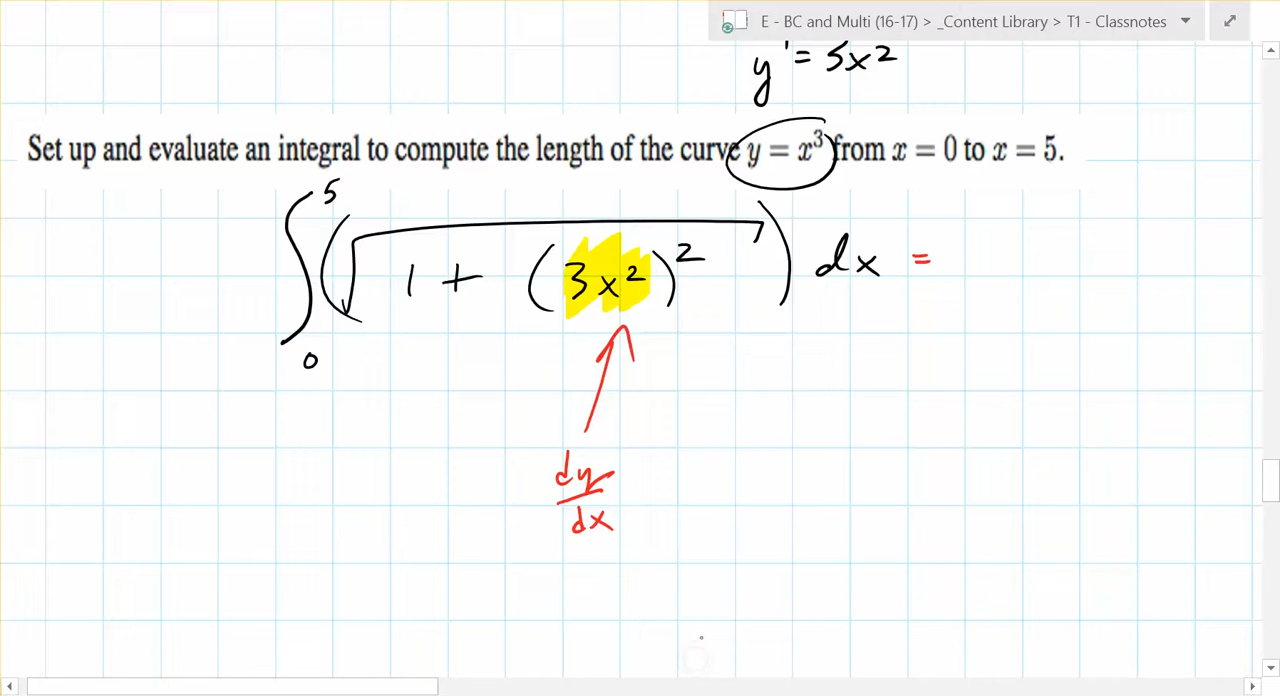 E - BC and Multi (16-17) > _Content Library > T1 - Classnotes
y' = 3x2
Set up and evaluate an integral to compute the length of the curve y = x³ from x = 0 to x = 5.
∫₀⁵ (√(1 + (3x²)²)) dx =
dy/dx